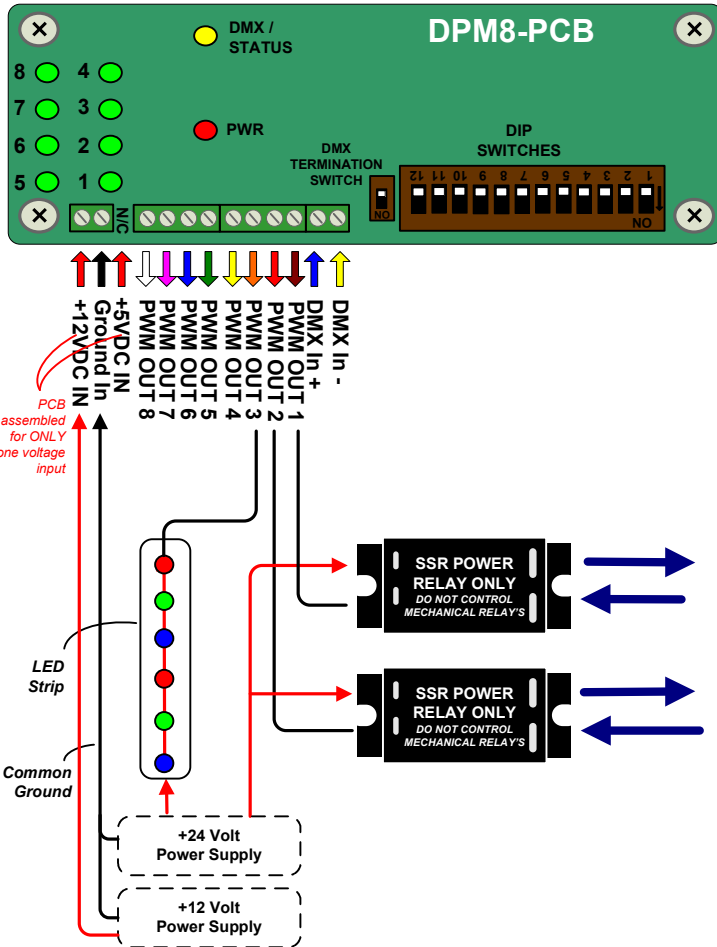 DPM8-PCB
DMX /
STATUS
8 4
7 3
6 2
5 1
PWR
DMX
TERMINATION
SWITCH
DIP
SWITCHES
NO
12 11 10 9 8 7 6 5 4 3 2 1
NO
N/C
+12VDC IN
Ground In
+5VDC IN
PWM OUT 8
PWM OUT 7
PWM OUT 6
PWM OUT 5
PWM OUT 4
PWM OUT 3
PWM OUT 2
PWM OUT 1
DMX In +
DMX In -
PCB
assembled
for ONLY
one voltage
input
SSR POWER
RELAY ONLY
DO NOT CONTROL
MECHANICAL RELAY'S
SSR POWER
RELAY ONLY
DO NOT CONTROL
MECHANICAL RELAY'S
LED
Strip
Common
Ground
+24 Volt
Power Supply
+12 Volt
Power Supply